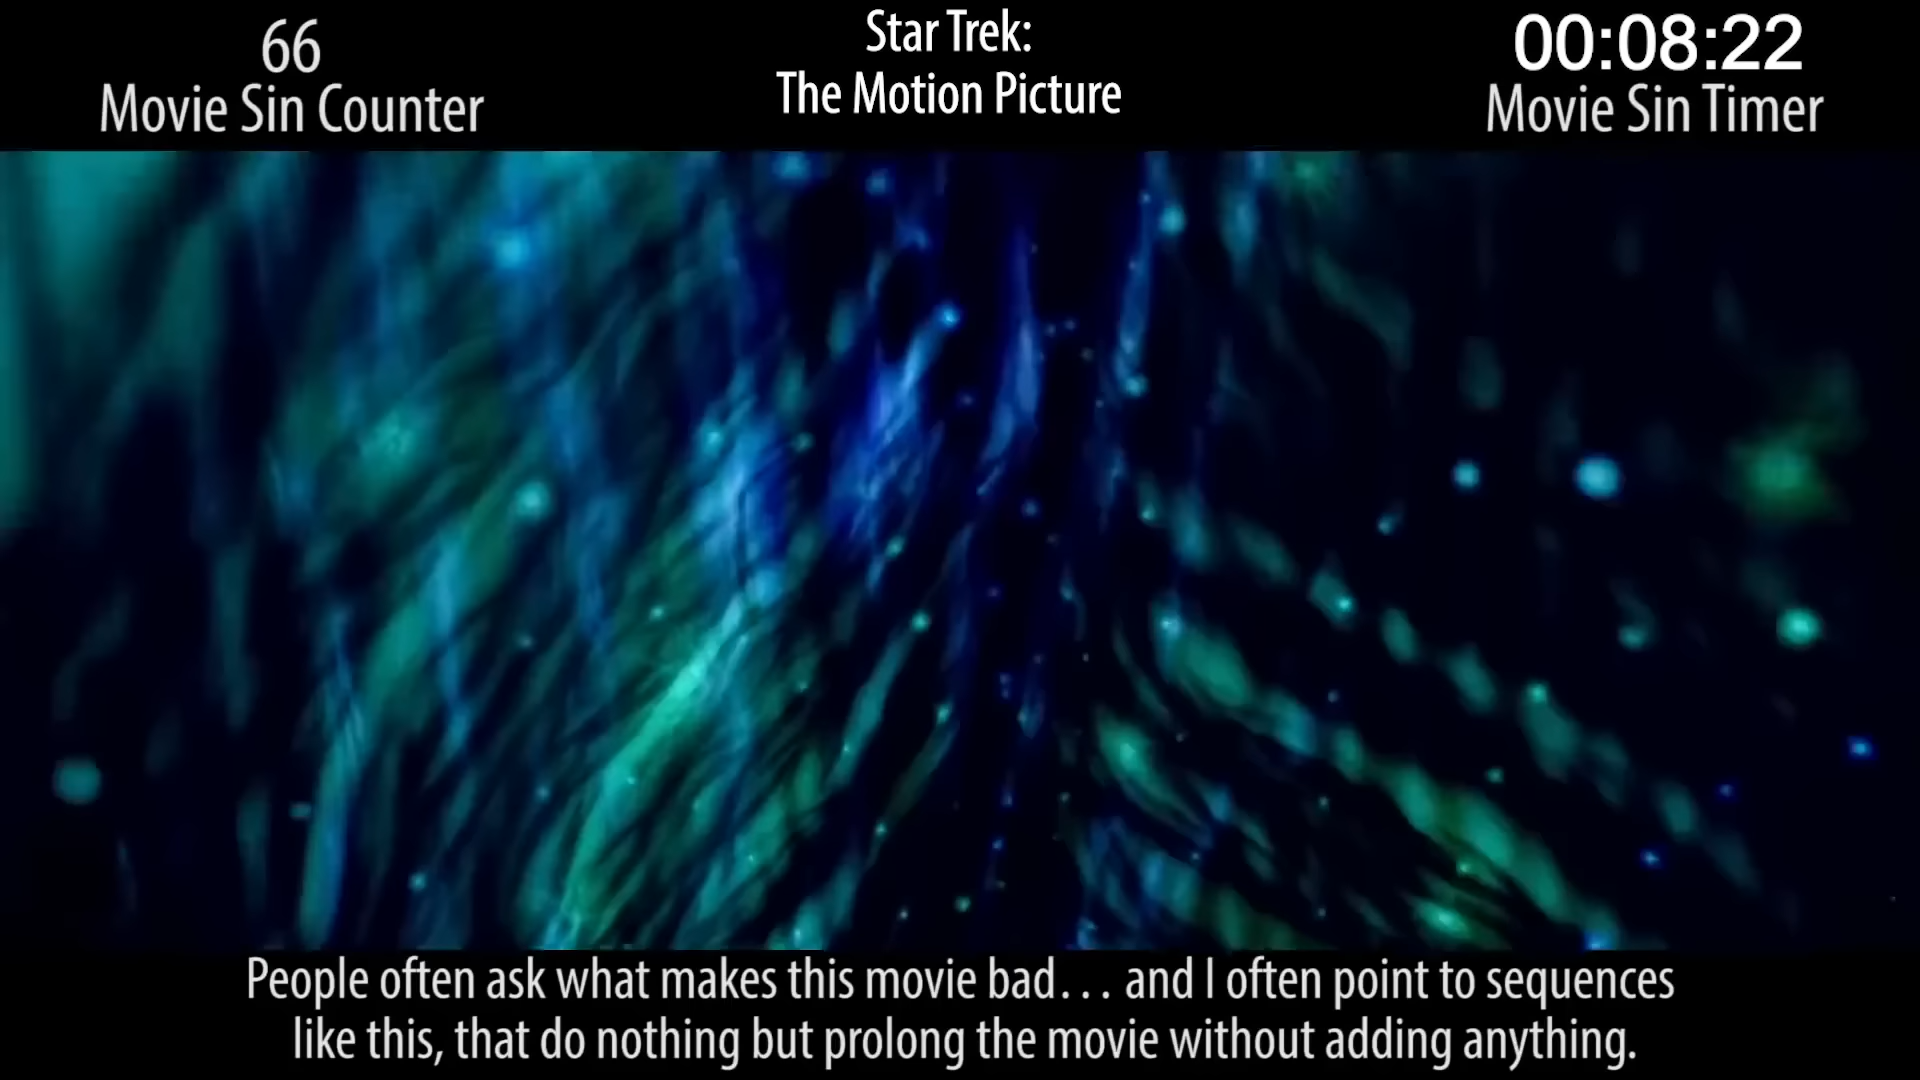 66
Movie Sin Counter
Star Trek:
The Motion Picture
00:08:22
Movie Sin Timer
People often ask what makes this movie bad… and I often point to sequences
like this, that do nothing but prolong the movie without adding anything.